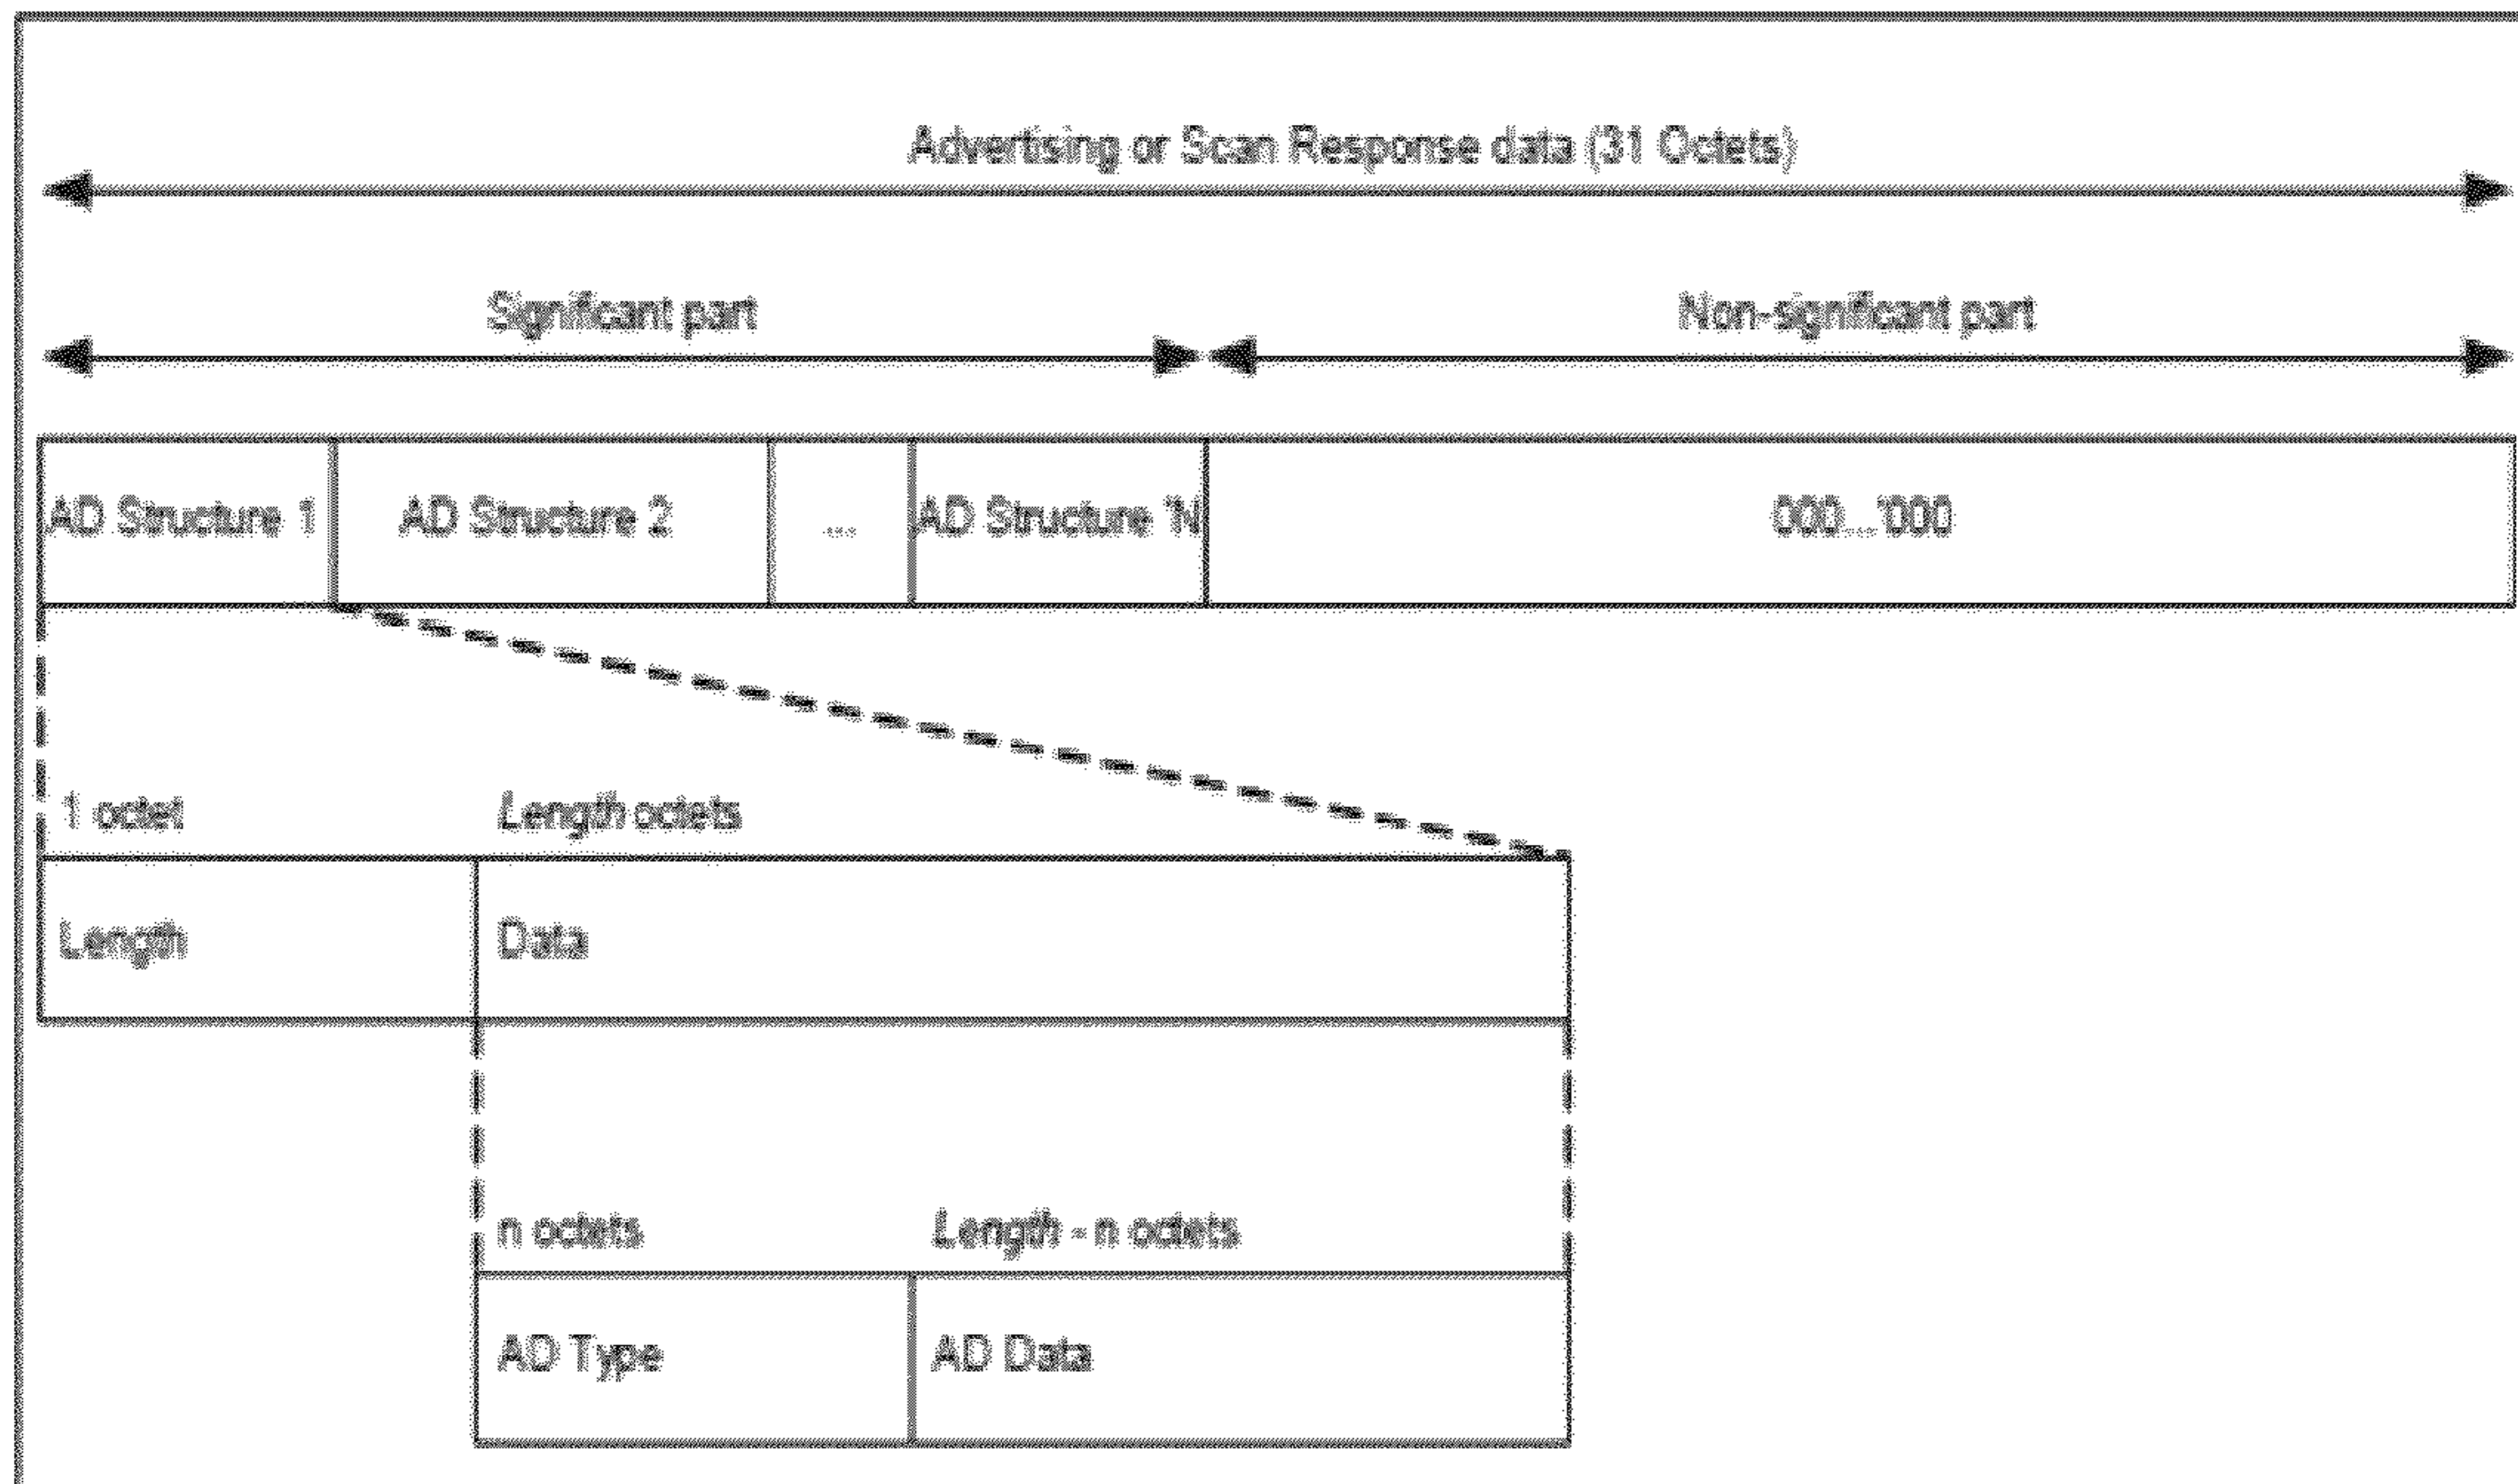 Advertising or Scan Response data (31 Octets)
Significant part
Non-significant part
AD Structure 1
AD Structure 2
...
AD Structure N
000...000
1 octet
Length octets
Length
Data
n octets
Length - n octets
AD Type
AD Data